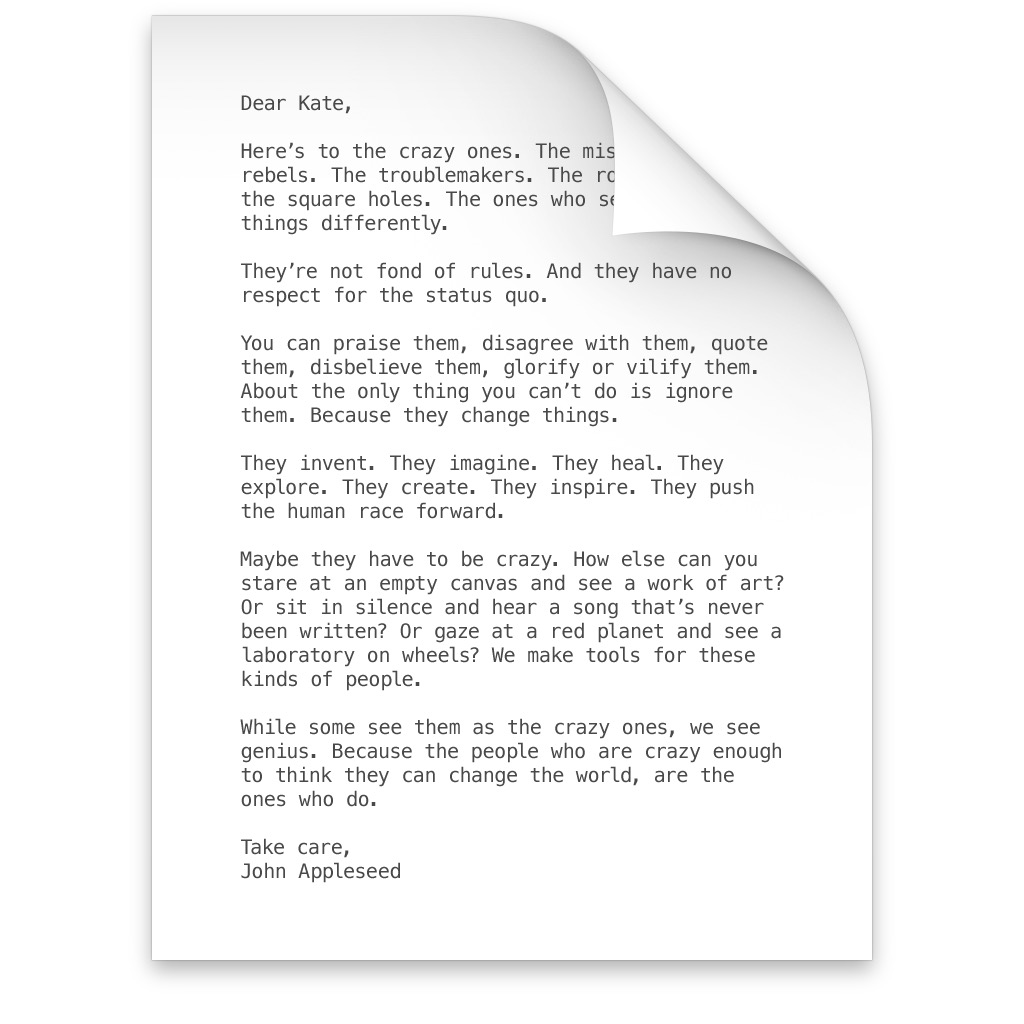 Dear Kate,
Here’s to the crazy ones. The
rebels. The troublemakers. The
the square holes. The ones who
things differently.
They’re not fond of rules. And they have no
respect for the status quo.
You can praise them, disagree with them, quote
them, disbelieve them, glorify or vilify them.
About the only thing you can’t do is ignore
them. Because they change things.
They invent. They imagine. They heal. They
explore. They create. They inspire. They push
the human race forward.
Maybe they have to be crazy. How else can you
stare at an empty canvas and see a work of art?
Or sit in silence and hear a song that’s never
been written? Or gaze at a red planet and see a
laboratory on wheels? We make tools for these
kinds of people.
While some see them as the crazy ones, we see
genius. Because the people who are crazy enough
to think they can change the world, are the
ones who do.
Take care,
John Appleseed